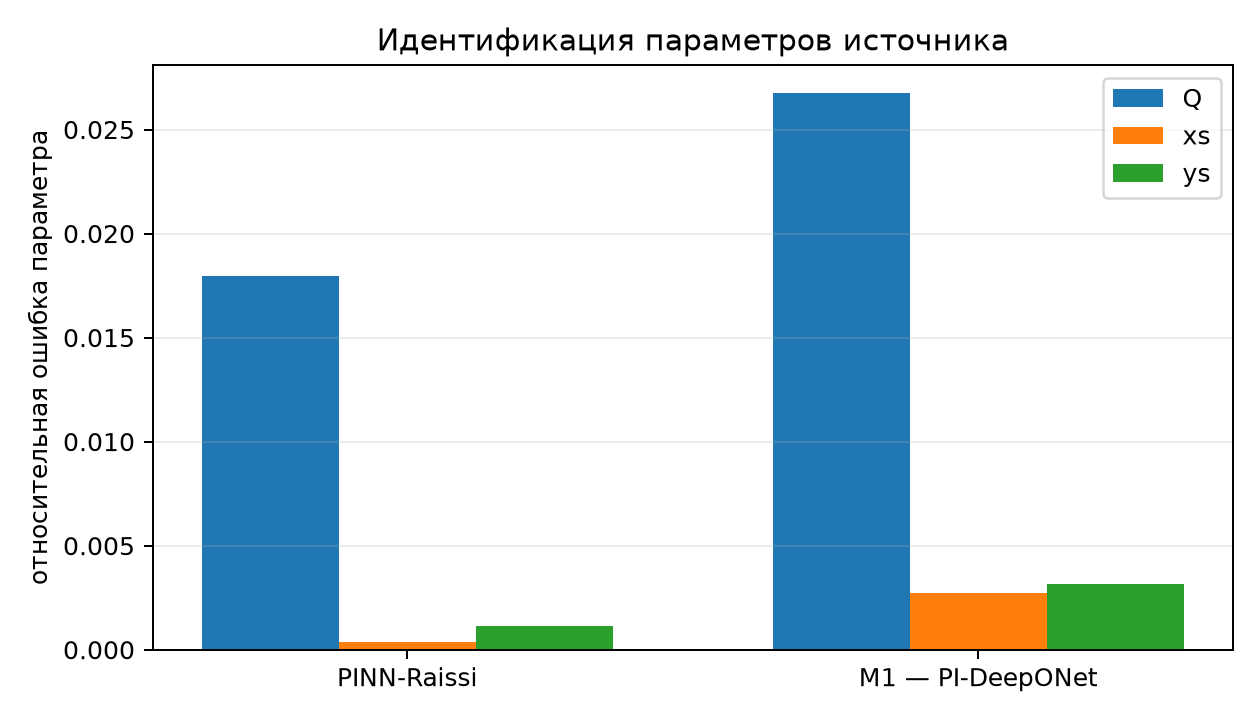 Идентификация параметров источника
относительная ошибка параметра
0.025
0.020
0.015
0.010
0.005
0.000
Q
xs
ys
PINN-Raissi
M1 — PI-DeepONet